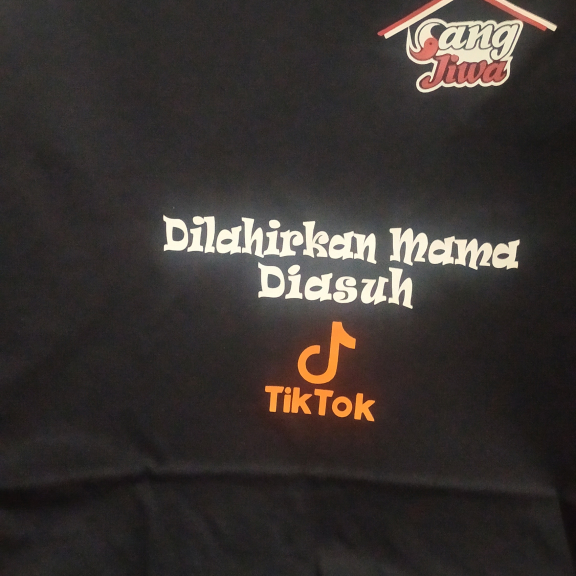 Sang
Jiwa
Dilahirkan Mama
Diasuh
TikTok